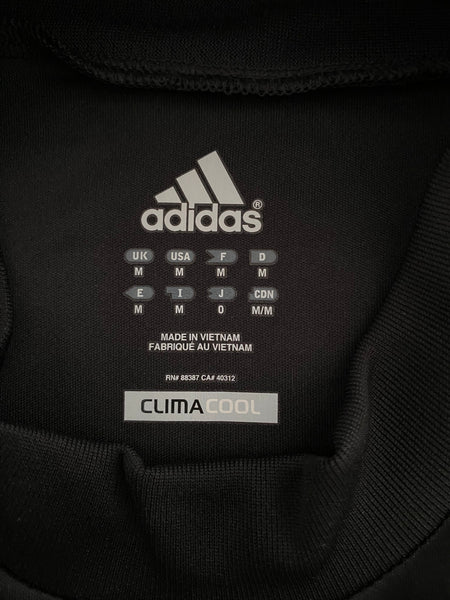 adidas®
UK USA F D
M M M M
E I J CDN
M M O M/M
MADE IN VIETNAM
FABRIQUÉ AU VIETNAM
RN# 88387 CA# 40312
CLIMACOOL